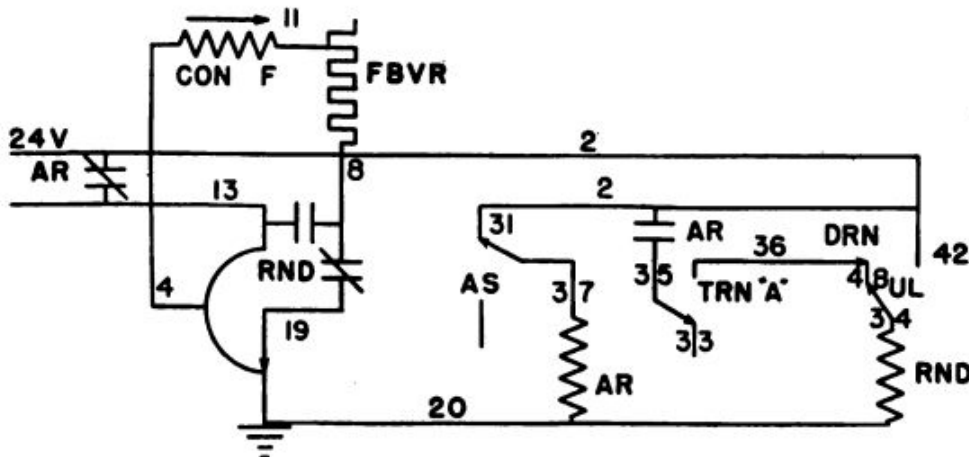 11
CON F
FBVR
24V
2
AR
8
13
2
31
AR
36
DRN
42
RND
35
4
AS
37
TRN "A"
48
UL
19
33
34
AR
RND
20